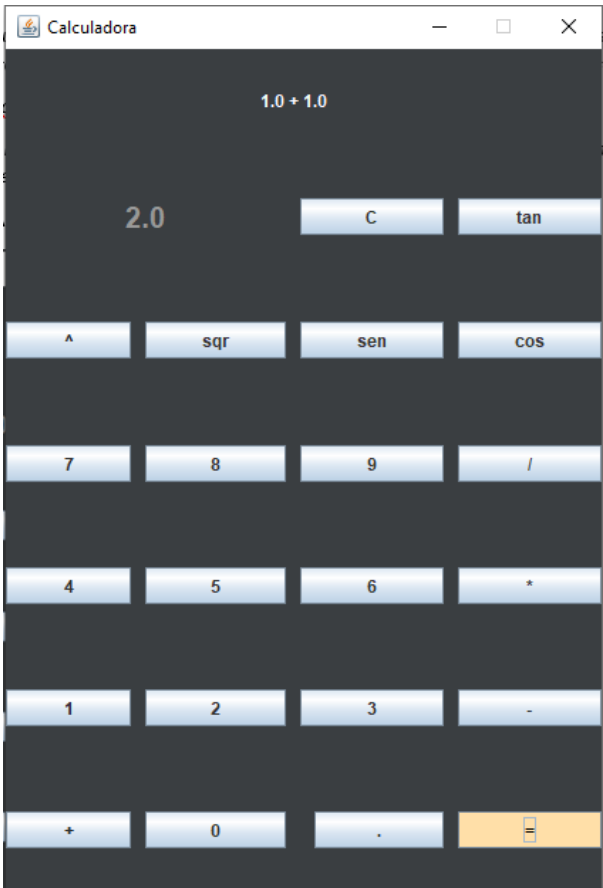 Calculadora
1.0 + 1.0
2.0 C tan
^ sqr sen cos
7 8 9 /
4 5 6 *
1 2 3 -
+ 0 . =